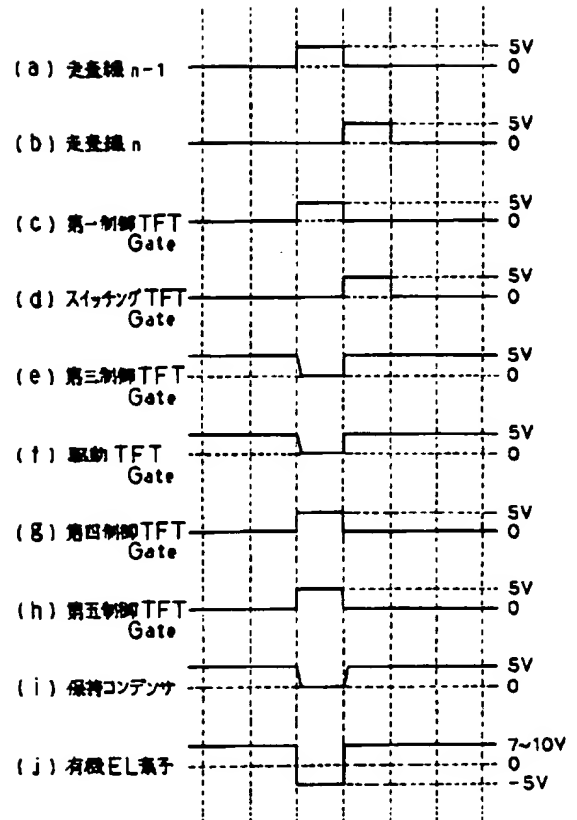 5V
(a) 走査線 n-1
0
5V
(b) 走査線 n
0
5V
(c) 第一制御TFT
0
Gate
5V
(d) スイッチングTFT
0
Gate
5V
(e) 第三制御TFT
0
Gate
5V
(f) 駆動TFT
0
Gate
5V
(g) 第四制御TFT
0
Gate
5V
(h) 第五制御TFT
0
Gate
5V
(i) 保持コンデンサ
0
7~10V
(j) 有機EL素子
0
-5V